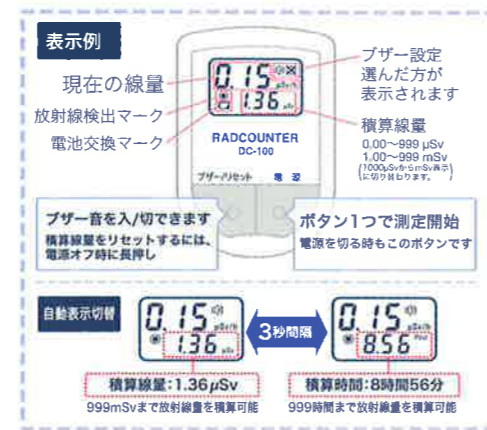 表示例
現在の線量
放射線検出マーク
電池交換マーク
0.15 μSv/h
1.36 μSv
ブザー設定
選んだ方が
表示されます
積算線量
0.00〜999 μSv
1.00〜999 mSv
(1000μSvからmSv表示
に切り替わります。)
RADCOUNTER
DC-100
ブザー/リセット 電 源
ブザー音を入/切できます
積算線量をリセットするには、
電源オフ時に長押し
ボタン1つで測定開始
電源を切る時もこのボタンです
自動表示切替
0.15 μSv/h
1.36 μSv
3秒間隔
0.15 μSv/h
8.56 Hour
積算線量:1.36μSv
積算時間:8時間56分
999mSvまで放射線量を積算可能
999時間まで放射線量を積算可能